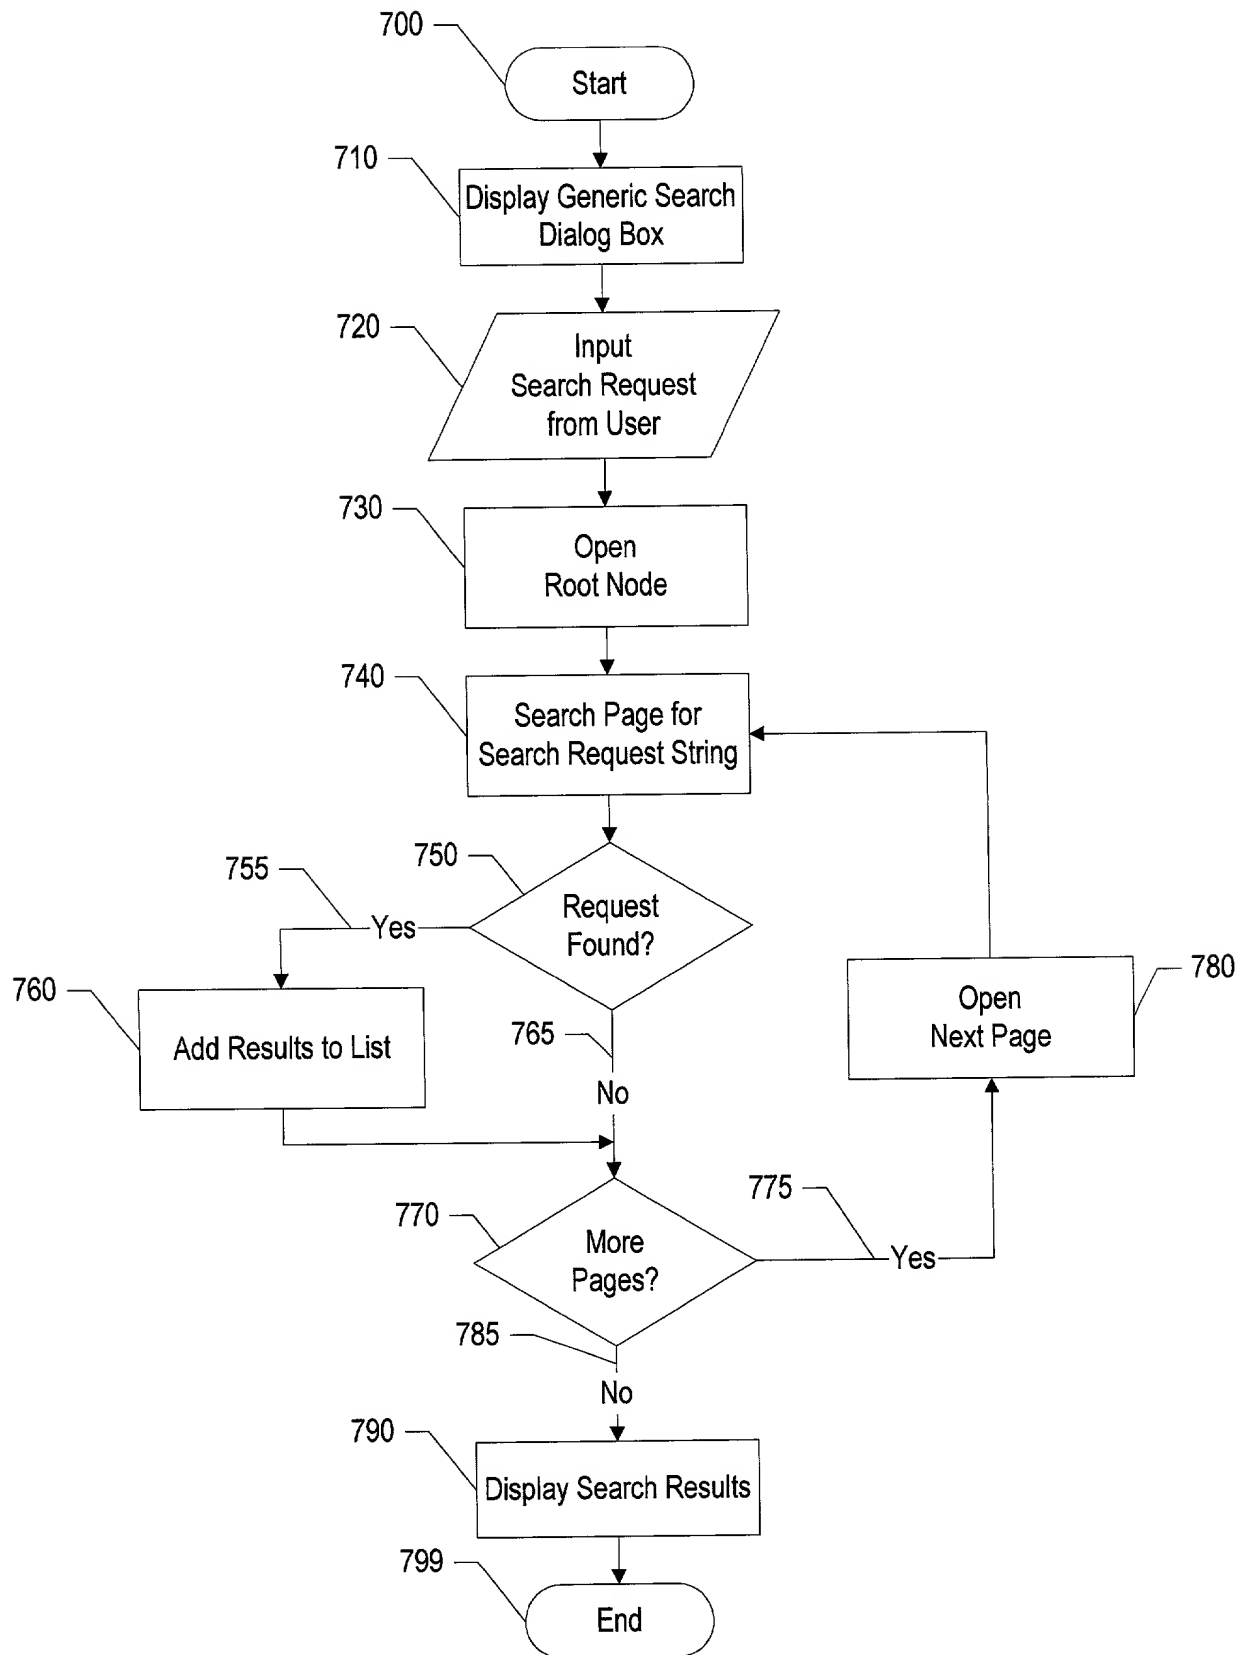 700
Start
710
Display Generic Search
Dialog Box
720
Input
Search Request
from User
730
Open
Root Node
740
Search Page for
Search Request String
750
Request
Found?
755
Yes
760
Add Results to List
765
No
780
Open
Next Page
770
More
Pages?
775
Yes
785
No
790
Display Search Results
799
End